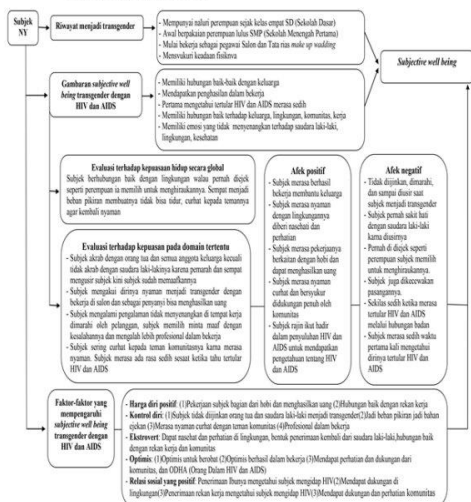 Subjek
NY
Riwayat menjadi transgender
- Mempunyai naluri perempuan sejak kelas empat SD (Sekolah
Dasar)
- Awal berpakaian perempuan lulus SMP (Sekolah Menengah Pertama)
- Mulai bekerja sebagai pegawai Salon dan Tata rias make up wedding
- Mensyukuri keadaan fisiknya
Subjective well being
Gambaran subjective well
being transgender dengan
HIV dan AIDS
- Memiliki hubungan baik-baik dengan keluarga
- Mendapatkan penghasilan dalam bekerja
- Pertama mengetahui tertular HIV dan AIDS merasa sedih
- Memiliki hubungan baik terhadap keluarga, lingkungan, komunitas, kerja
- Memiliki emosi yang tidak menyenangkan terhadap saudara laki-laki,
lingkungan, kesehatan
Evaluasi terhadap kepuasan hidup secara global
Subjek berhubungan baik dengan lingkungan walau pernah diejek
seperti perempuan ia memilih untuk menghiraukannya. Sempat menjadi
beban pikiran membuatnya tidak bisa tidur, curhat kepada temannya
agar kembali nyaman
Evaluasi terhadap kepuasan pada domain tertentu
- Subjek akrab dengan orang tua dan semua anggota keluarga kecuali
tidak akrab dengan saudara laki-lakinya karena pemarah dan sempat
mengusir subjek kini subjek sudah memaafkannya
- Subjek mengakui dirinya nyaman menjadi transgender dengan
bekerja di salon dan sebagai penyanyi bisa menghasilkan uang
- Subjek mengalami pengalaman tidak menyenangkan di tempat kerja
dimarahi oleh pelanggan, subjek memilih minta maaf dengan
kesalahannya dan mengalah lebih profesional dalam bekerja
- Subjek sering curhat kepada teman komunitasnya karna merasa
nyaman. Subjek merasa ada rasa sedih sesaat ketika tahu tertular
HIV dan AIDS
Afek positif
- Subjek merasa berhasil
bekerja membantu keluarga
- Subjek merasa nyaman
dengan lingkungannya
diberi nasehati dan
perhatian
- Subjek merasa pekerjaanya
berkaitan dengan hobi dan
dapat menghasilkan uang
- Subjek merasa nyaman
curhat dan bersyukur
didukung penuh oleh
komunitas
- Subjek rajin ikat hadir
dalam penyuluhan HIV dan
AIDS untuk mendapatkan
pengetahuan tentang HIV
dan AIDS
Afek negatif
- Tidak diijinkan, dimarahi,
dan sampai diusir saat
subjek menjadi transgender
- Subjek pernah sakit hati
dengan saudara laki-laki
karna diusirnya
- Pernah di ejek seperti
perempuan subjek memilih
untuk menghiraukannya.
- Subjek juga dikecewakan
pasangannya.
- Sekilas sedih ketika merasa
tertular HIV dan AIDS
melalui hubungan badan
- Subjek merasa sedih waktu
pertama kali mengetahui
dirinya tertular HIV dan
AIDS
Faktor-faktor yang
mempengaruhi
subjective well being
transgender dengan
HIV dan AIDS
- Harga diri positif: (1)Pekerjaan subjek bagian dari hobi dan menghasilkan uang (2)Hubungan baik dengan rekan kerja
- Kontrol diri: (1)Subjek tidak diijinkan orang tua dan saudara laki-laki menjadi transgender(2)Jadi beban pikiran jadi bahan
ejekan (3)Merasa nyaman curhat dengan teman komunitas (4)Profesional dalam bekerja
- Ekstrovert: Dapat nasehat dan perhatian di lingkungan, bentuk penerimaan kembali dari saudara laki-laki,hubungan baik
dengan rekan kerja dan komunitas
- Optimis: (1)Optimis untuk berobat (2)Optimis berhasil dalam bekerja (3)Mendapat perhatian dan dukungan dari
komunitas, dan ODHA (Orang Dalam HIV dan AIDS)
- Relasi sosial yang positif: (1)Penerimaan Ibunya mengetahui subjek mengidap HIV(2)Mendapat dukungan di
lingkungan(3)Penerimaan rekan kerja mengetahui subjek mengidap HIV(3)Mendapat dukungan dan perhatian komunitas